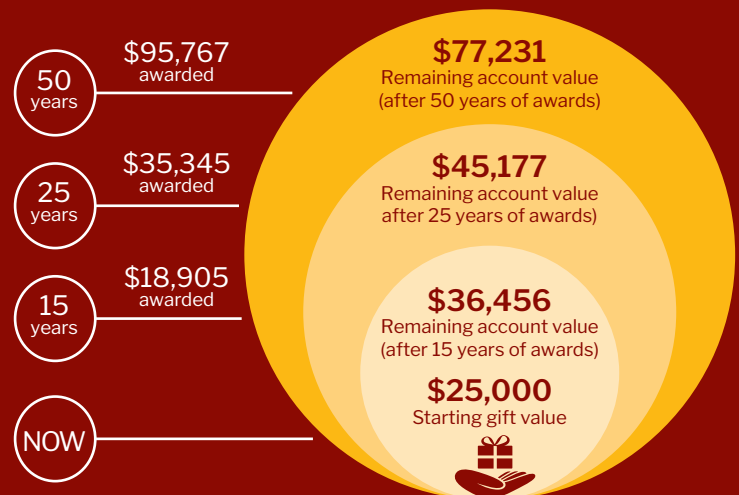 50
years
$95,767
awarded
$77,231
Remaining account value
(after 50 years of awards)
25
years
$35,345
awarded
$45,177
Remaining account value
after 25 years of awards)
15
years
$18,905
awarded
$36,456
Remaining account value
(after 15 years of awards)
NOW
$25,000
Starting gift value